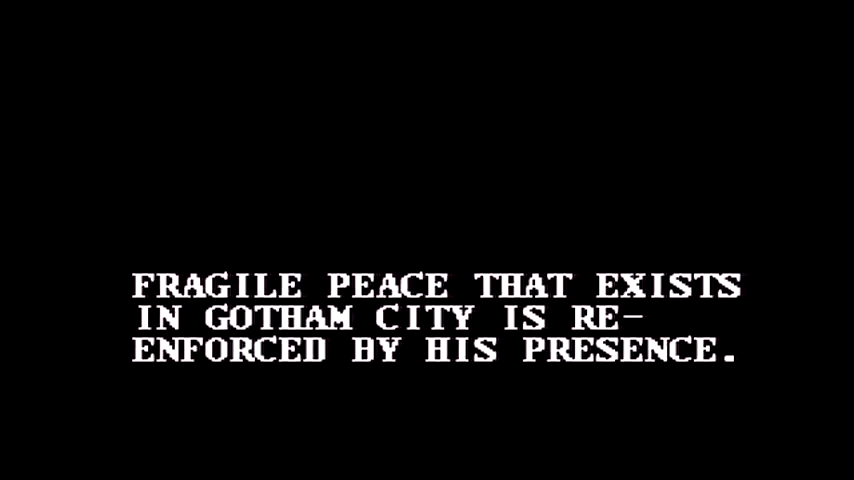 FRAGILE PEACE THAT EXISTS
IN GOTHAM CITY IS RE-
ENFORCED BY HIS PRESENCE.